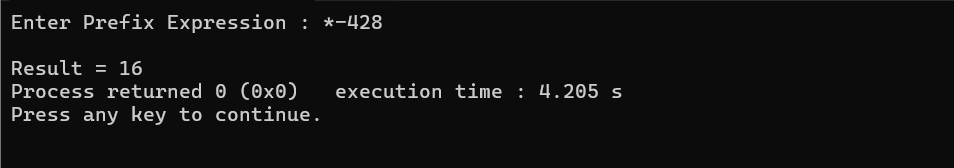 Enter Prefix Expression : *-428
Result = 16
Process returned 0 (0x0)   execution time : 4.205 s
Press any key to continue.